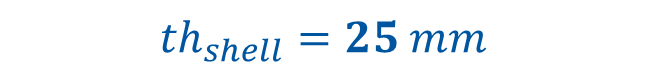 th_shell = 25 mm